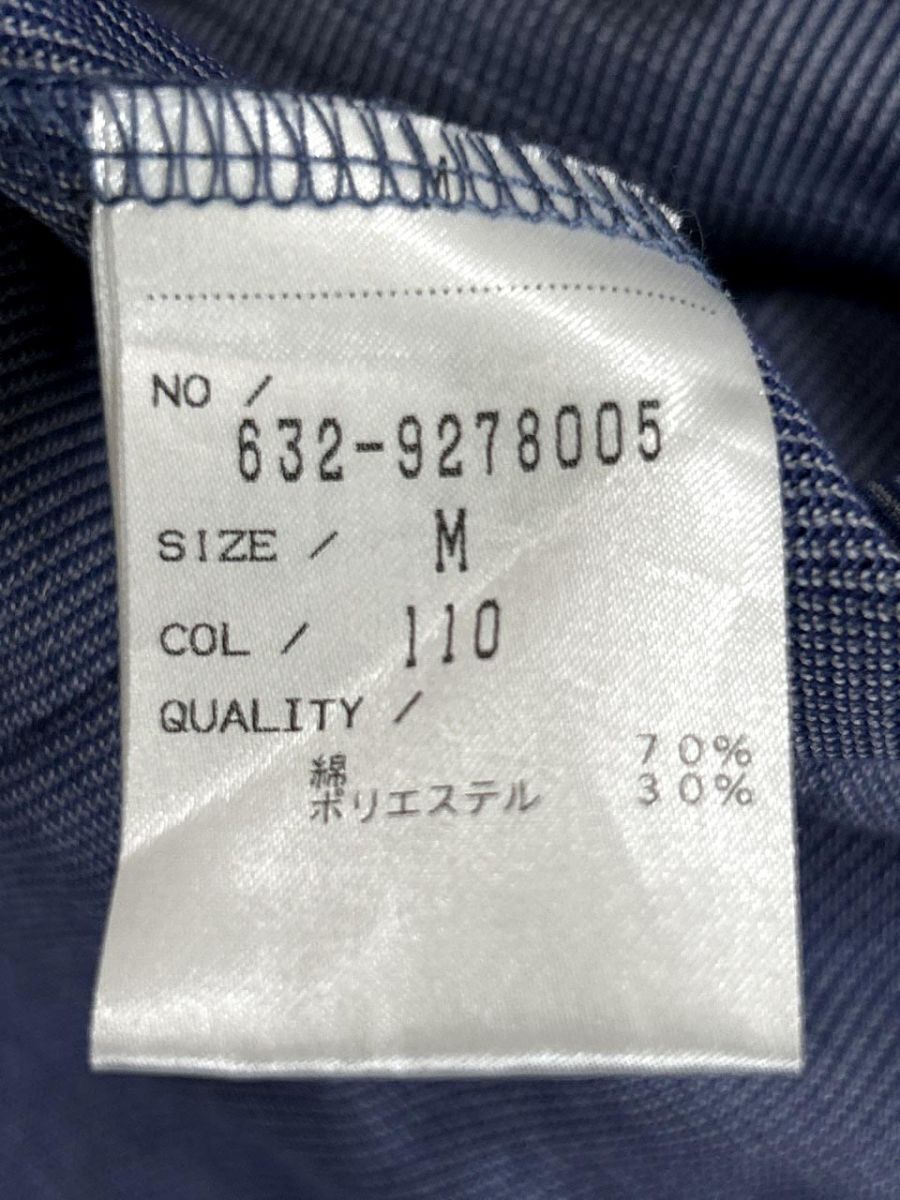 NO /
632-9278005
SIZE / M
COL / 110
QUALITY /
綿 70%
ポリエステル 30%